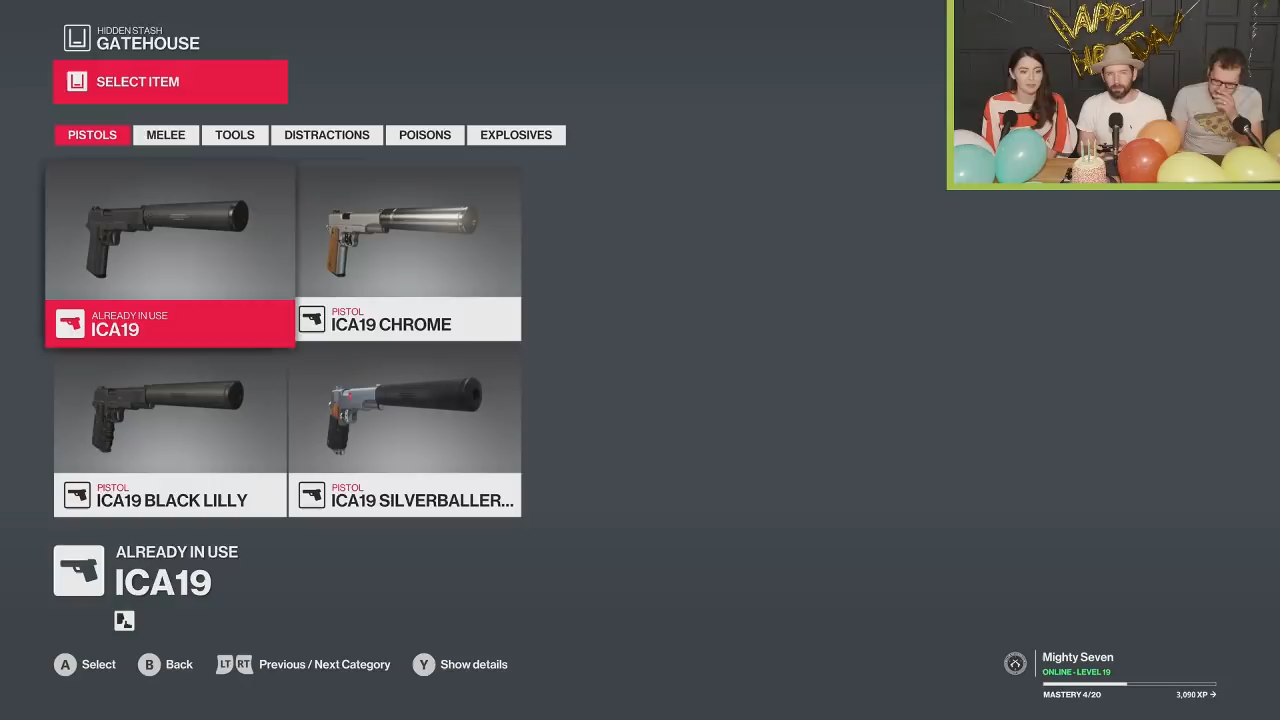 HIDDEN STASH
GATEHOUSE
SELECT ITEM
PISTOLS
MELEE
TOOLS
DISTRACTIONS
POISONS
EXPLOSIVES
ALREADY IN USE
ICA19
PISTOL
ICA19 CHROME
PISTOL
ICA19 BLACK LILLY
PISTOL
ICA19 SILVERBALLER...
ALREADY IN USE
ICA19
A Select
B Back
LT RT Previous / Next Category
Y Show details
Mighty Seven
ONLINE - LEVEL 19
MASTERY 4/20
3,090 XP →
HAPPY